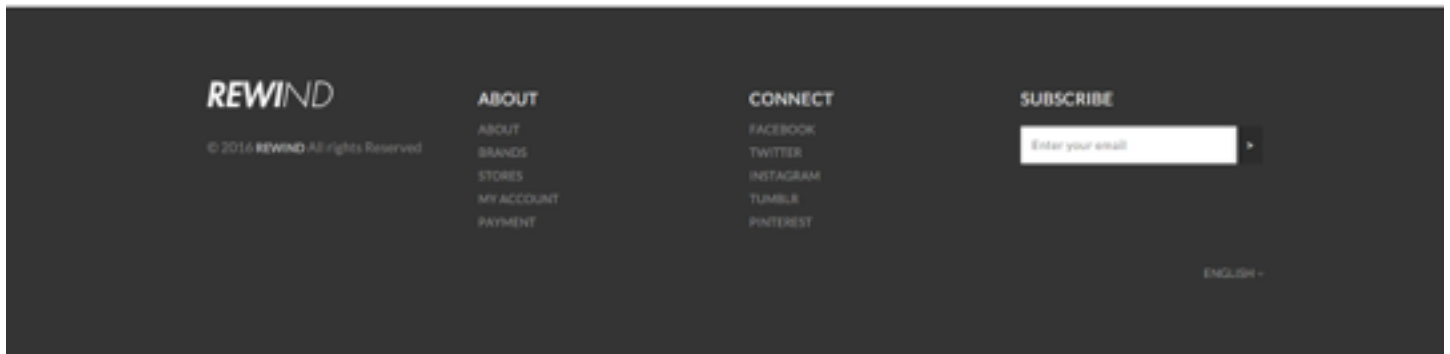 REWIND
© 2016 REWIND All rights Reserved
ABOUT
ABOUT
BRANDS
STORES
MY ACCOUNT
PAYMENT
CONNECT
FACEBOOK
TWITTER
INSTAGRAM
TUMBLR
PINTEREST
SUBSCRIBE
Enter your email
>
ENGLISH